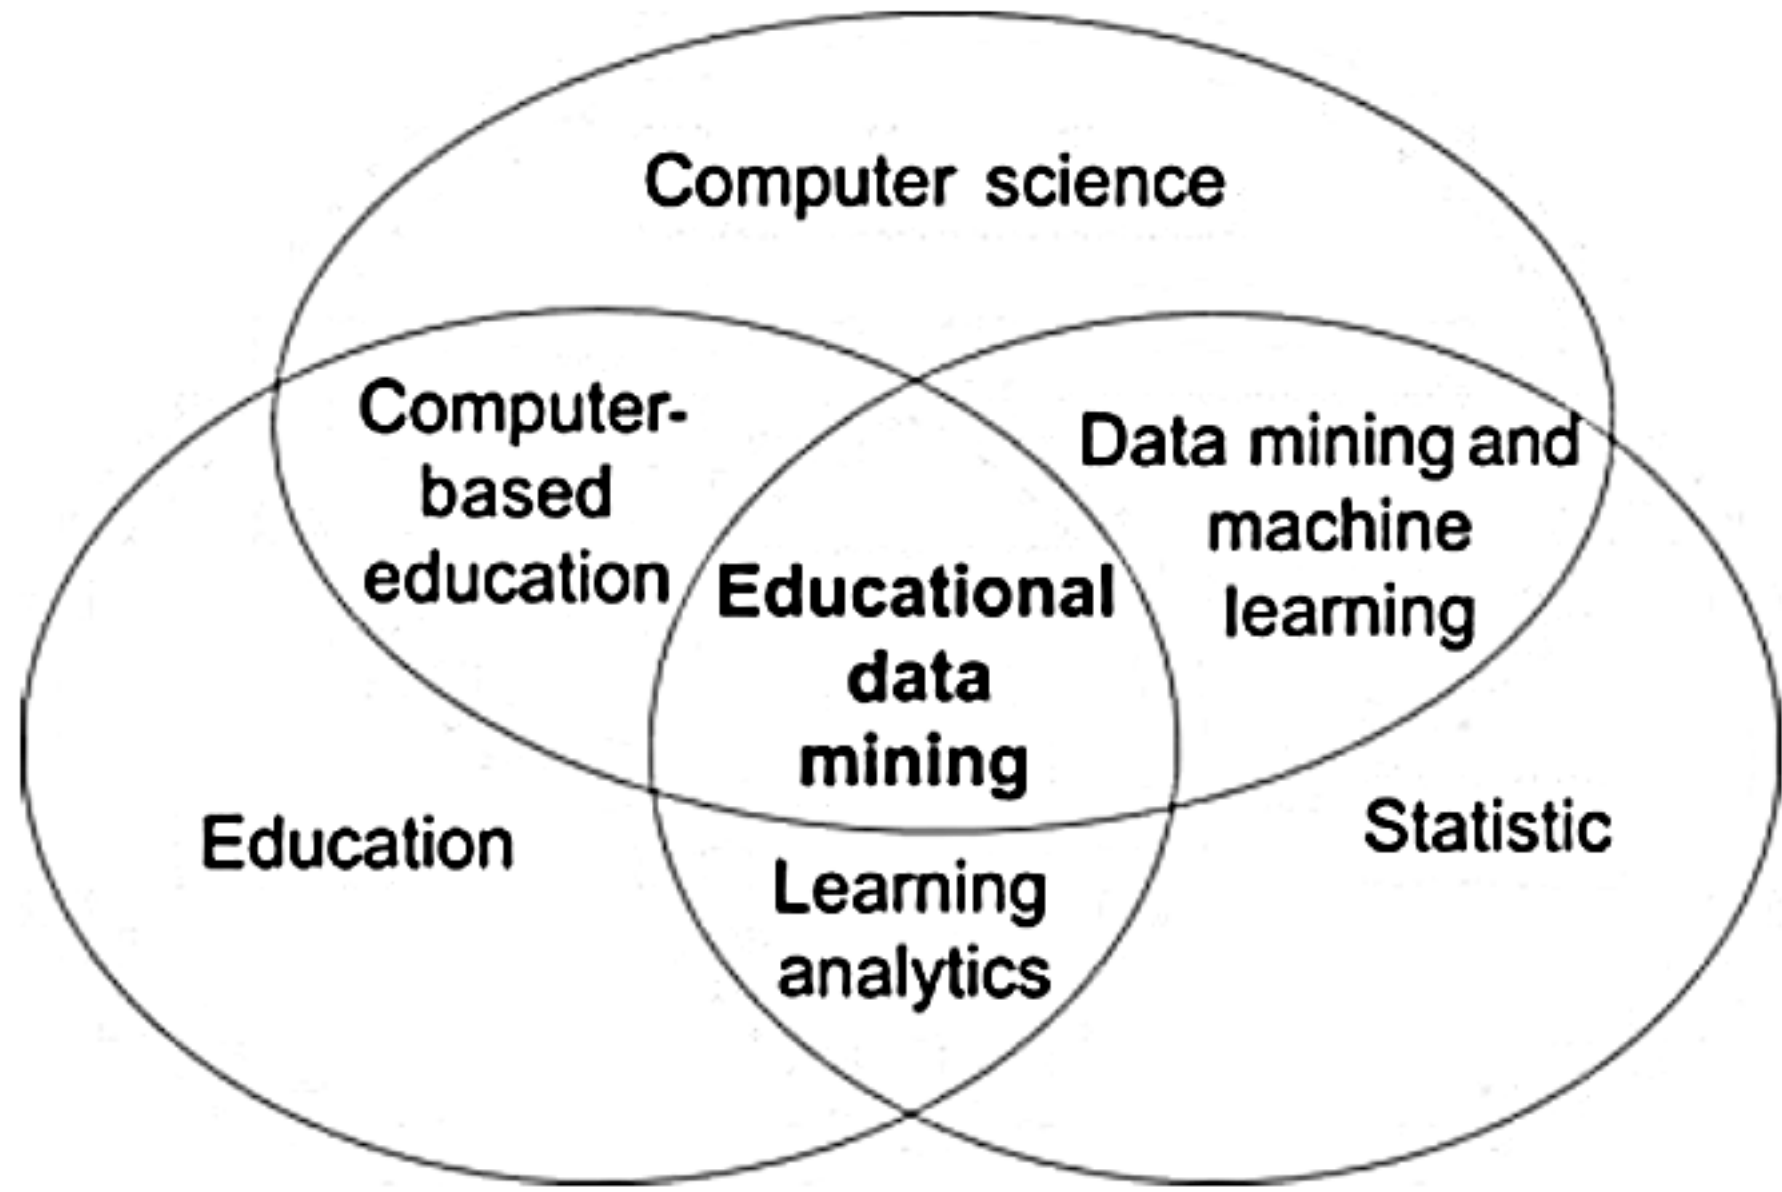 Computer science
Computer-
based
education
Data mining and
machine
learning
Educational
data
mining
Education
Statistic
Learning
analytics